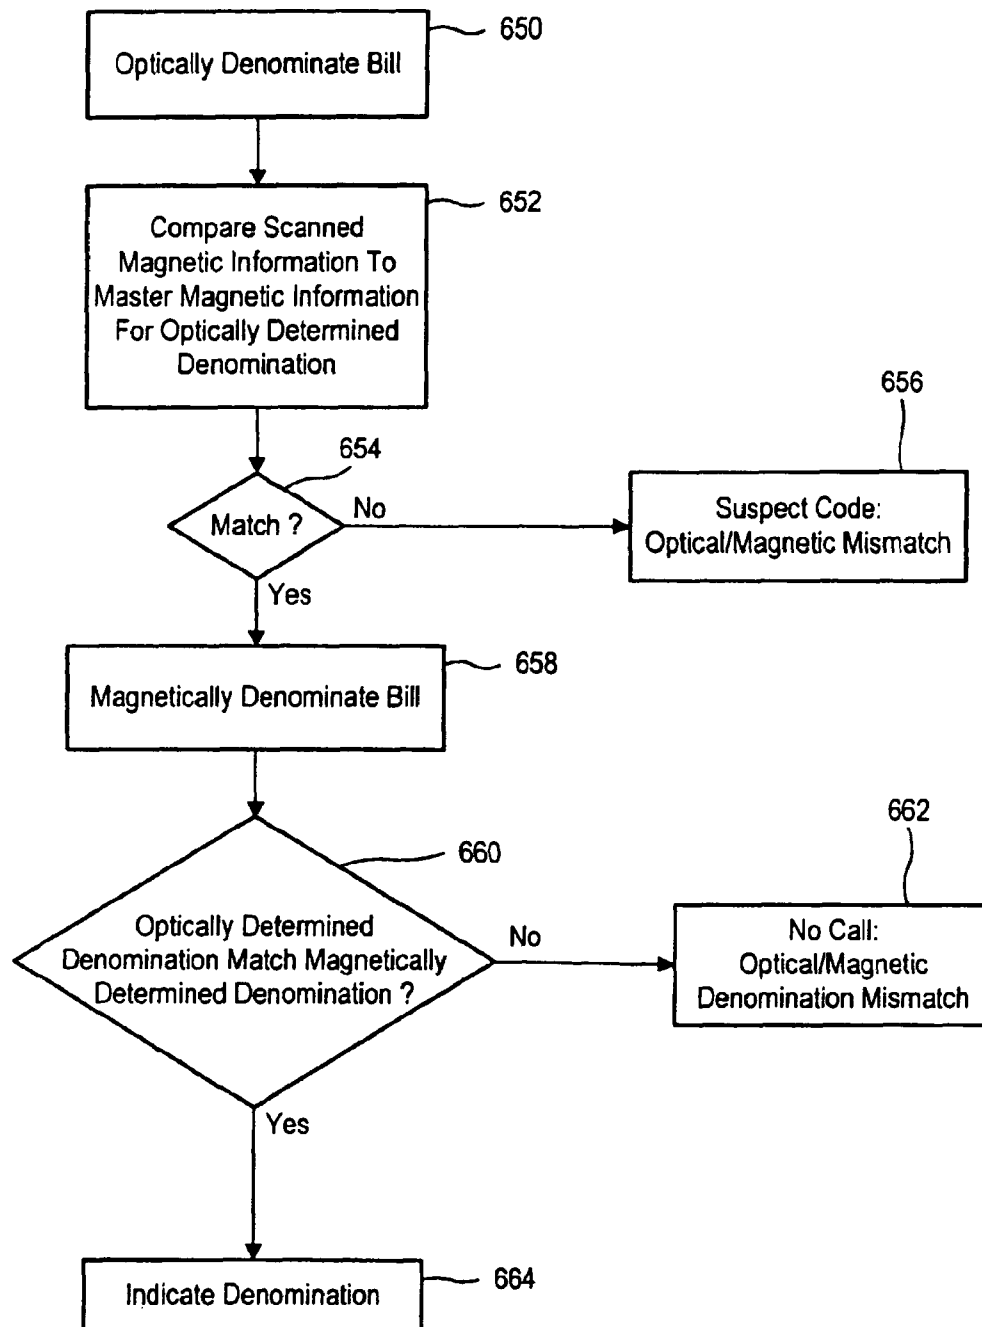 Optically Denominate Bill
650
Compare Scanned
Magnetic Information To
Master Magnetic Information
For Optically Determined
Denomination
652
654
Match ?
No
Yes
656
Suspect Code:
Optical/Magnetic Mismatch
Magnetically Denominate Bill
658
660
Optically Determined
Denomination Match Magnetically
Determined Denomination ?
No
Yes
662
No Call:
Optical/Magnetic
Denomination Mismatch
Indicate Denomination
664